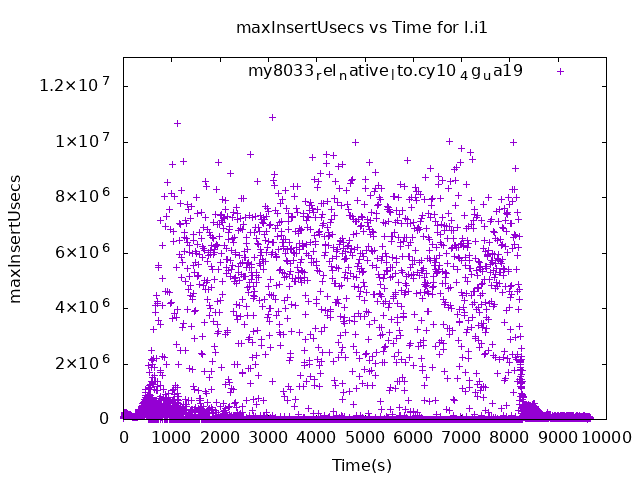 maxInsertUsecs vs Time for l.i1
my8033_rel_native_lto.cy10_4g_ua19
maxInsertUsecs
1.2×10^7
1×10^7
8×10^6
6×10^6
4×10^6
2×10^6
0
0 1000 2000 3000 4000 5000 6000 7000 8000 9000 10000
Time(s)